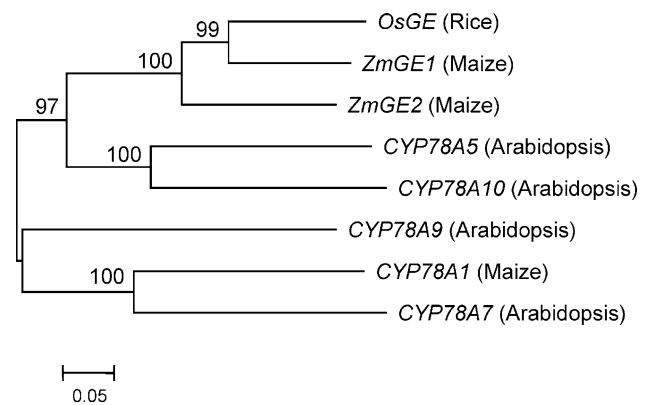 99
OsGE (Rice)
ZmGE1 (Maize)
100
ZmGE2 (Maize)
97
100
CYP78A5 (Arabidopsis)
CYP78A10 (Arabidopsis)
CYP78A9 (Arabidopsis)
100
CYP78A1 (Maize)
CYP78A7 (Arabidopsis)
0.05